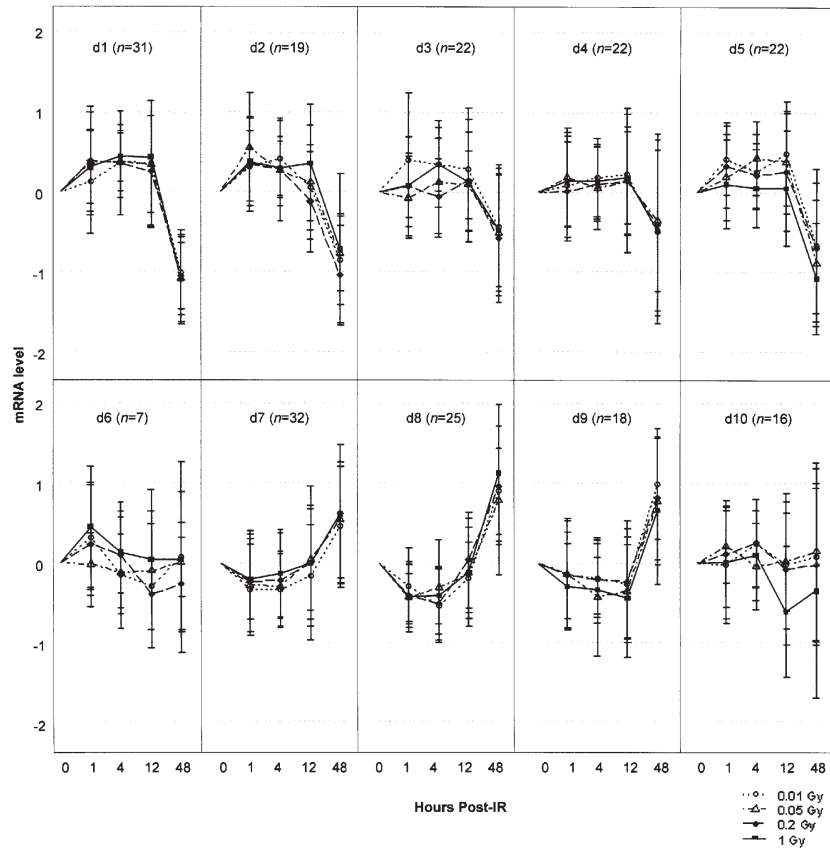 2
d1 (n=31) d2 (n=19) d3 (n=22) d4 (n=22) d5 (n=22)
1
0
-1
-2
mRNA level
2
d6 (n=7) d7 (n=32) d8 (n=25) d9 (n=18) d10 (n=16)
1
0
-1
-2
0 1 4 12 48 0 1 4 12 48 0 1 4 12 48 0 1 4 12 48 0 1 4 12 48
Hours Post-IR
0.01 Gy
0.05 Gy
0.2 Gy
1 Gy